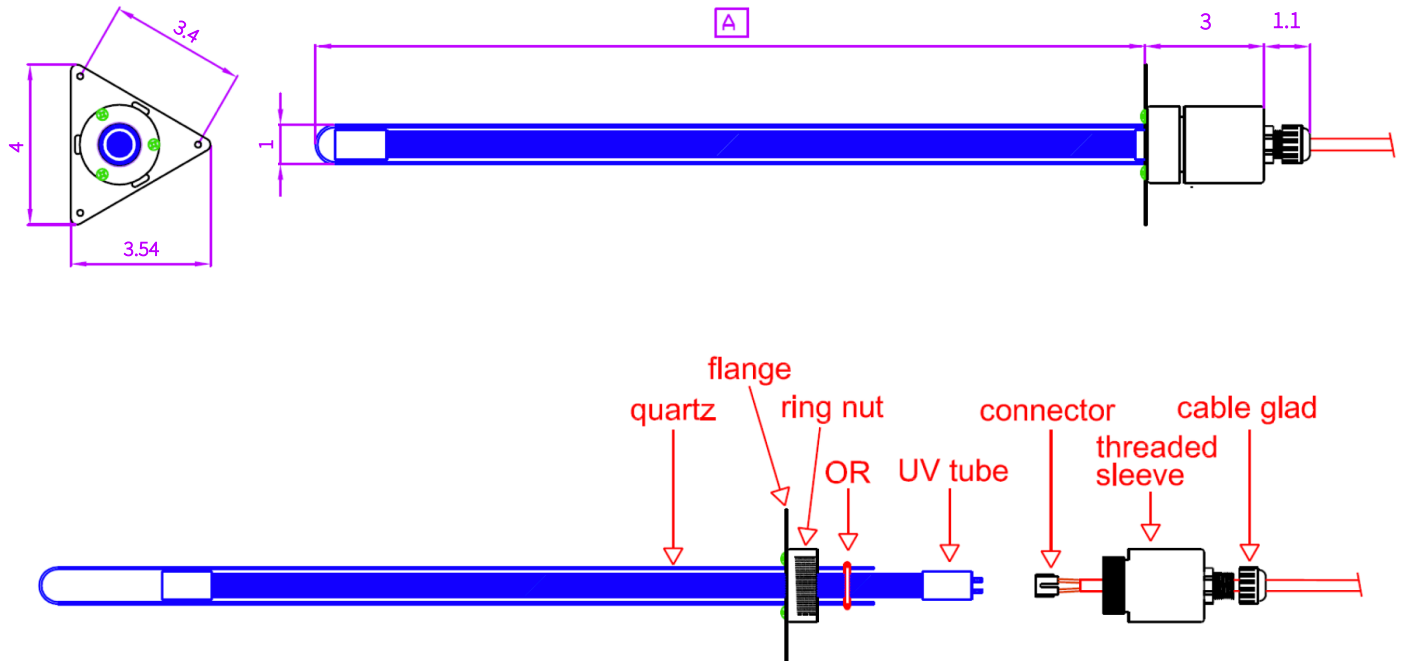 A
3
1.1
3.4
4
1
3.54
flange
quartz
ring nut
connector
cable glad
OR
UV tube
threaded
sleeve